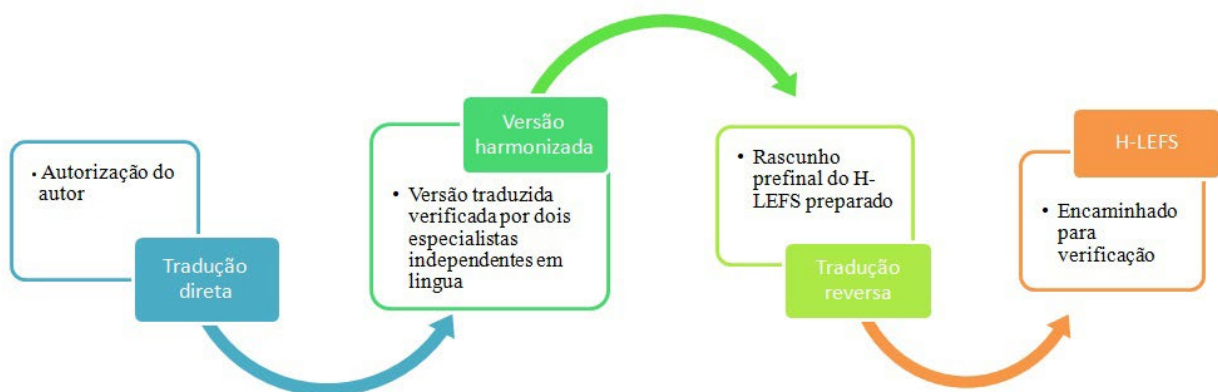 • Autorização do
autor
Tradução
direta
Versão
harmonizada
• Versão traduzida
verificada por dois
especialistas
independentes em
lingua
• Rascunho
prefinal do H-
LEFS preparado
Tradução
reversa
H-LEFS
• Encaminhado
para
verificação